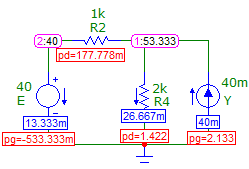 1k
2:40
R2
1:53.333
pd=177.778m
40
E
2k
R4
40m
Y
13.333m
26.667m
40m
pg=-533.333m
pd=1.422
pg=2.133